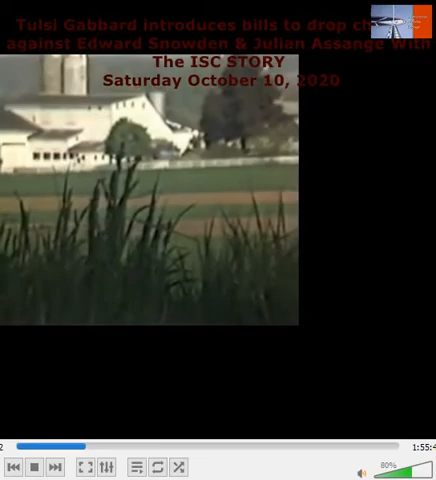 Tulsi Gabbard introduces bills to drop ch
against Edward Snowden & Julian Assange With
The ISC STORY
Saturday October 10, 2020
2
1:55:4
80%